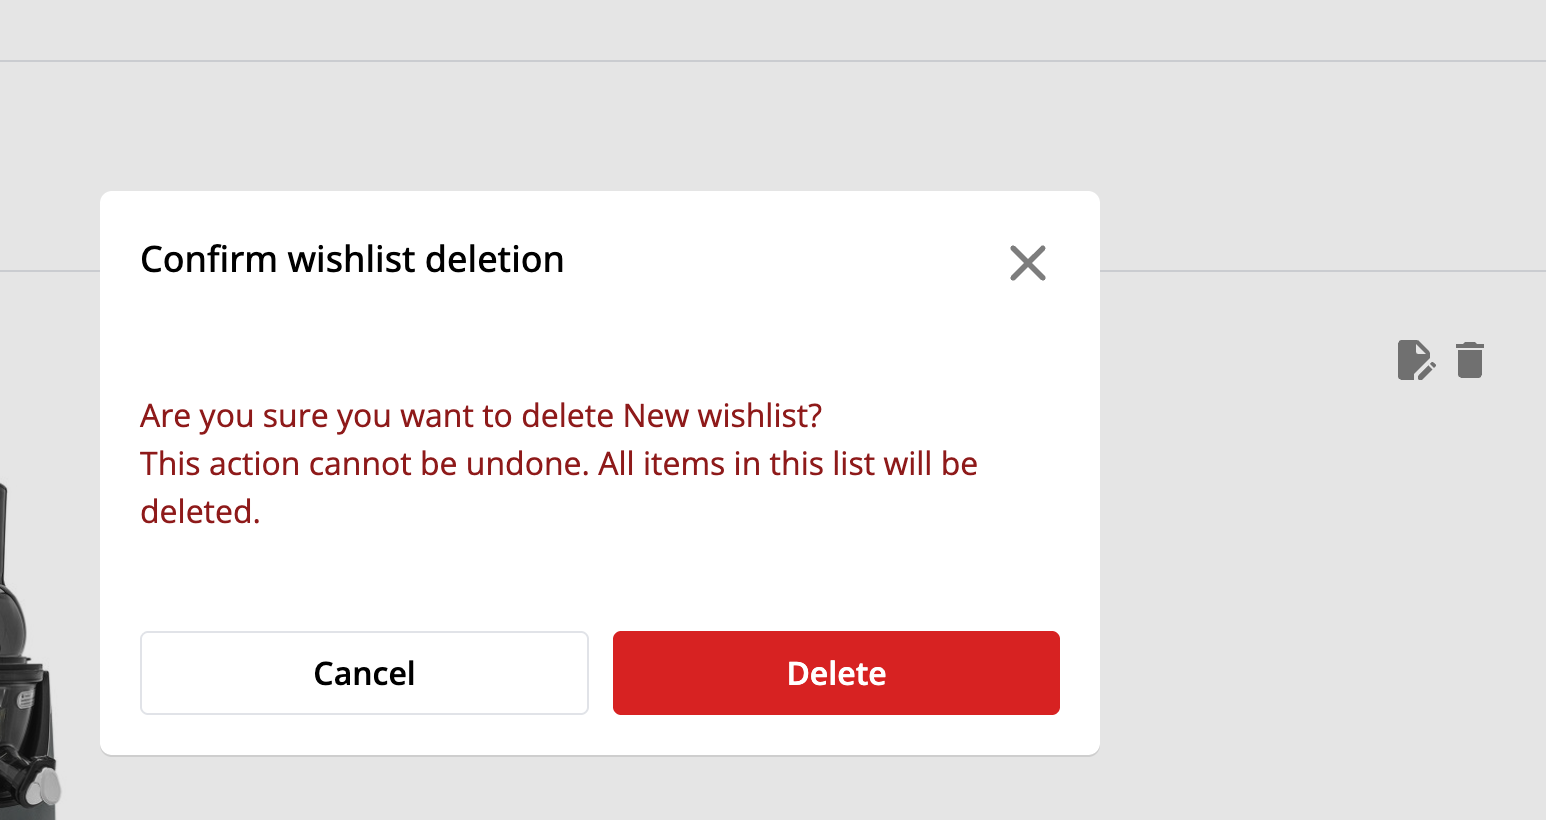 Confirm wishlist deletion
Are you sure you want to delete New wishlist?
This action cannot be undone. All items in this list will be
deleted.
Cancel
Delete